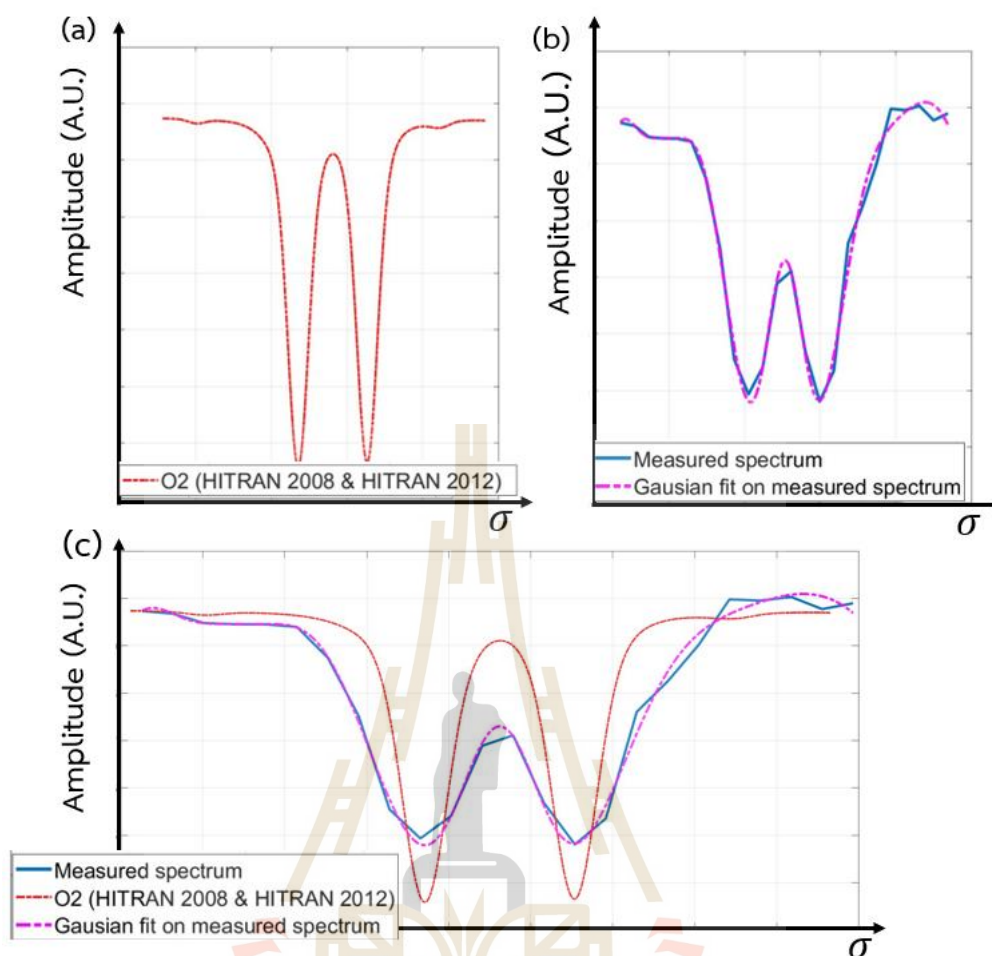 (a)
Amplitude (A.U.)
O2 (HITRAN 2008 & HITRAN 2012)
σ
(b)
Amplitude (A.U.)
Measured spectrum
Gausian fit on measured spectrum
σ
(c)
Amplitude (A.U.)
Measured spectrum
O2 (HITRAN 2008 & HITRAN 2012)
Gausian fit on measured spectrum
σ